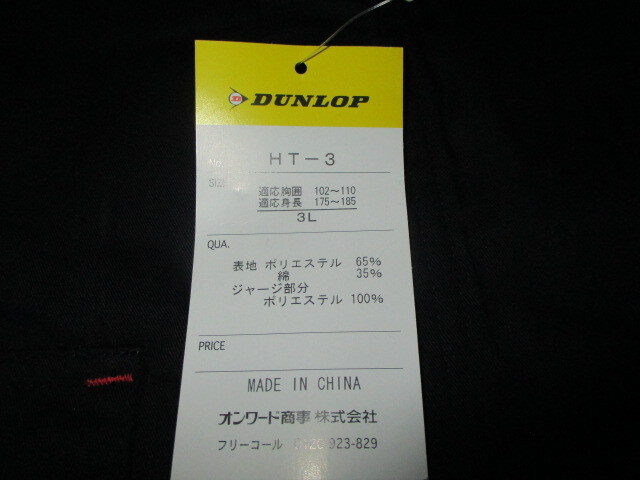 D DUNLOP
HT-3
適応胸囲 102～110
適応身長 175～185
3L
QUA.
表地 ポリエステル 65%
綿 35%
ジャージ部分
ポリエステル 100%
PRICE
MADE IN CHINA
オンワード商事株式会社
フリーコール 0120-923-829